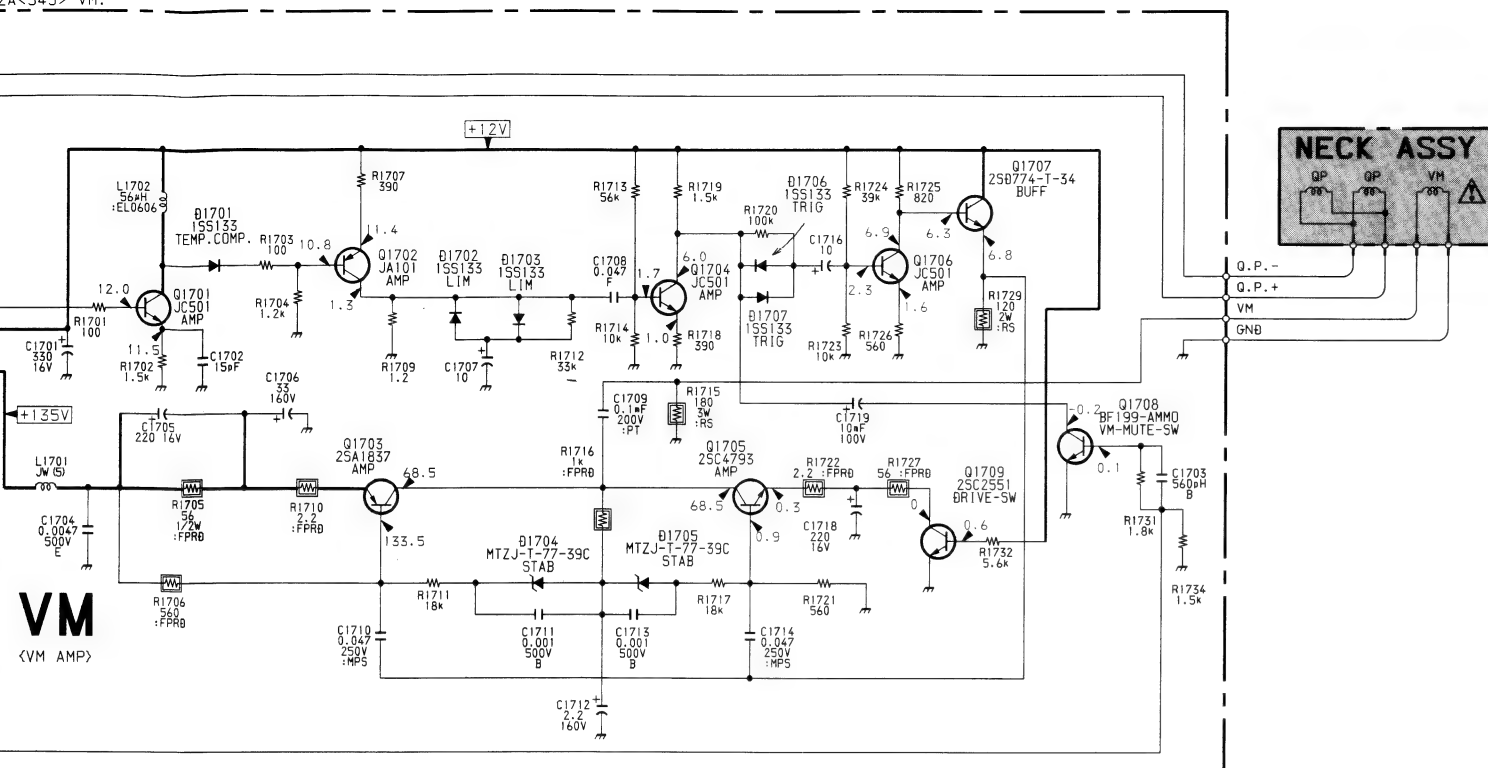 +12V
NECK ASSY
QP QP VM
L1702
56µH
:EL0606
D1701
1SS133
TEMP.COMP.
R1703
100
10.8
R1707
390
11.4
Q1702
JA101
AMP
1.3
D1702
1SS133
LIM
D1703
1SS133
LIM
C1708
0.047
F
R1713
56k
1.7
R1719
1.5k
6.0
Q1704
JC501
AMP
1.0
D1706
1SS133
TRIG
R1720
100k
C1716
10
R1724
39k
R1725
820
6.9
6.3
Q1707
2SD774-T-34
BUFF
6.8
Q1706
JC501
AMP
2.3
1.6
12.0
Q1701
JC501
AMP
R1701
100
11.5
R1704
1.2k
C1701
330
16V
R1702
1.5k
C1702
15pF
R1709
1.2
C1707
10
R1712
33k
R1714
10k
R1718
390
D1707
1SS133
TRIG
R1723
10k
R1726
560
R1729
120
2W
:RS
Q.P.-
Q.P.+
VM
GND
+135V
C1705
220 16V
C1706
33
160V
C1709
0.1mF
200V
:PT
R1715
180
3W
:RS
C1719
10mF
100V
-0.2
Q1708
BF199-AMMO
VM-MUTE-SW
0.1
C1703
560pH
B
L1701
JW(5)
R1705
56
1/2W
:FPRD
R1710
2.2
:FPRD
Q1703
2SA1837
AMP
68.5
R1716
1k
:FPRD
Q1705
2SC4793
AMP
68.5
0.3
R1722
2.2 :FPRD
R1727
56 :FPRD
0
Q1709
2SC2551
DRIVE-SW
0.6
R1732
5.6k
R1731
1.8k
R1734
1.5k
C1704
0.0047
500V
E
133.5
D1704
MTZJ-T-77-39C
STAB
D1705
MTZJ-T-77-39C
STAB
0.9
C1718
220
16V
R1706
560
:FPRD
R1711
18k
R1717
18k
R1721
560
VM
<VM AMP>
C1710
0.047
250V
:MPS
C1711
0.001
500V
B
C1713
0.001
500V
B
C1714
0.047
250V
:MPS
C1712
2.2
160V